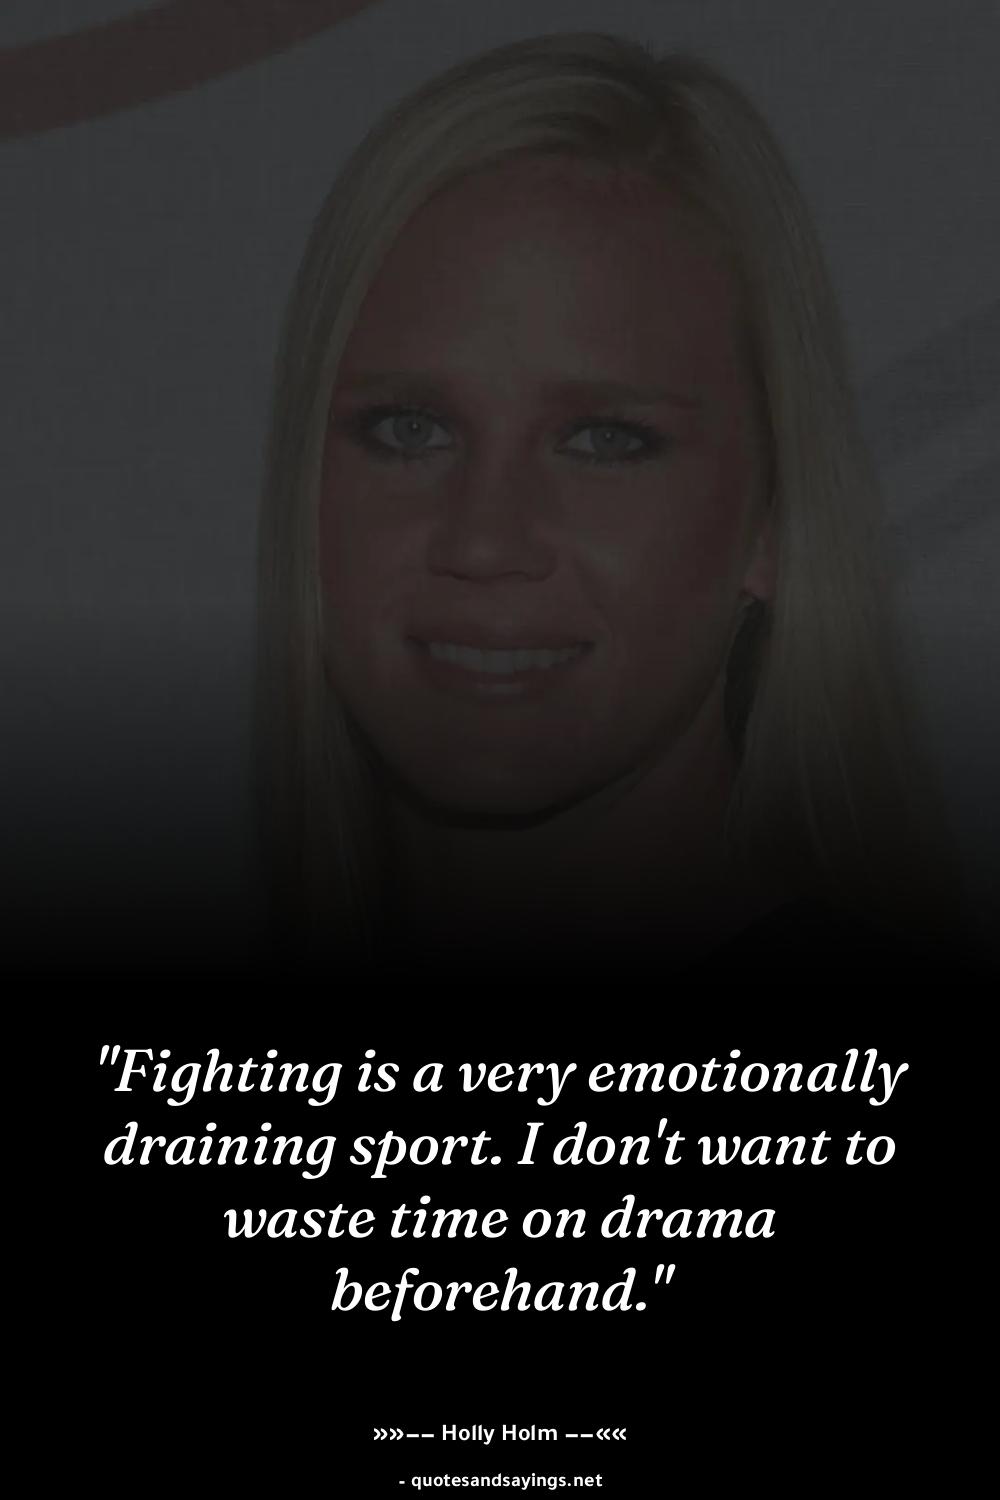 "Fighting is a very emotionally
draining sport. I don't want to
waste time on drama
beforehand."
»»–– Holly Holm ––««
- quotesandsayings.net